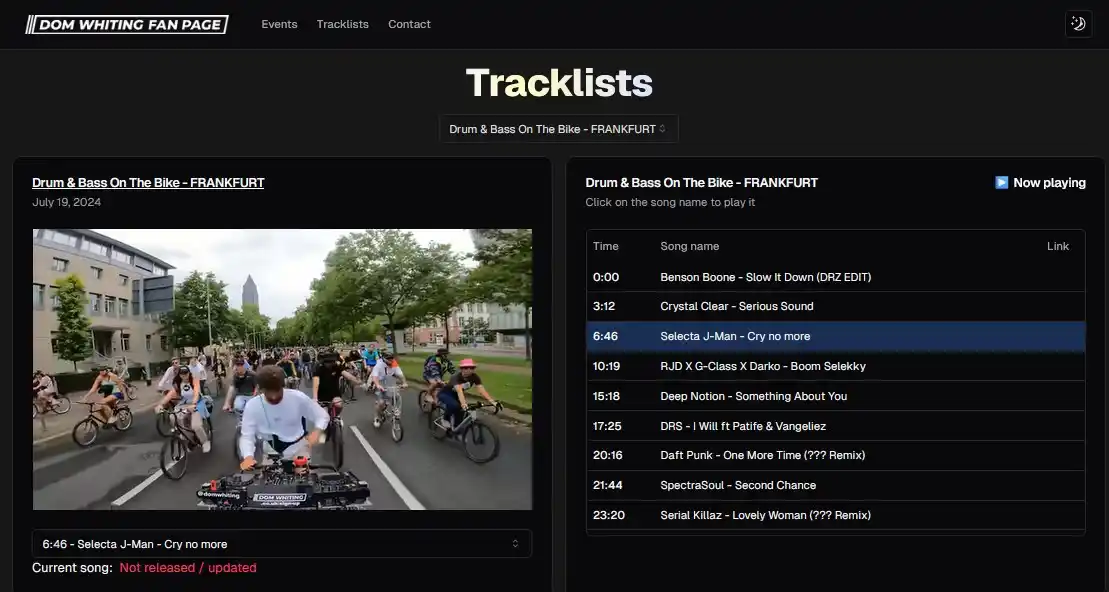 DOM WHITING FAN PAGE
Events
Tracklists
Contact
Tracklists
Drum & Bass On The Bike - FRANKFURT
Drum & Bass On The Bike - FRANKFURT
July 19, 2024
@domwhiting
DOM WHITING
6:46 - Selecta J-Man - Cry no more
Current song: Not released / updated
Drum & Bass On The Bike - FRANKFURT
Now playing
Click on the song name to play it
Time Song name Link
0:00 Benson Boone - Slow It Down (DRZ EDIT)
3:12 Crystal Clear - Serious Sound
6:46 Selecta J-Man - Cry no more
10:19 RJD X G-Class X Darko - Boom Selekky
15:18 Deep Notion - Something About You
17:25 DRS - I Will ft Patife & Vangeliez
20:16 Daft Punk - One More Time (??? Remix)
21:44 SpectraSoul - Second Chance
23:20 Serial Killaz - Lovely Woman (??? Remix)